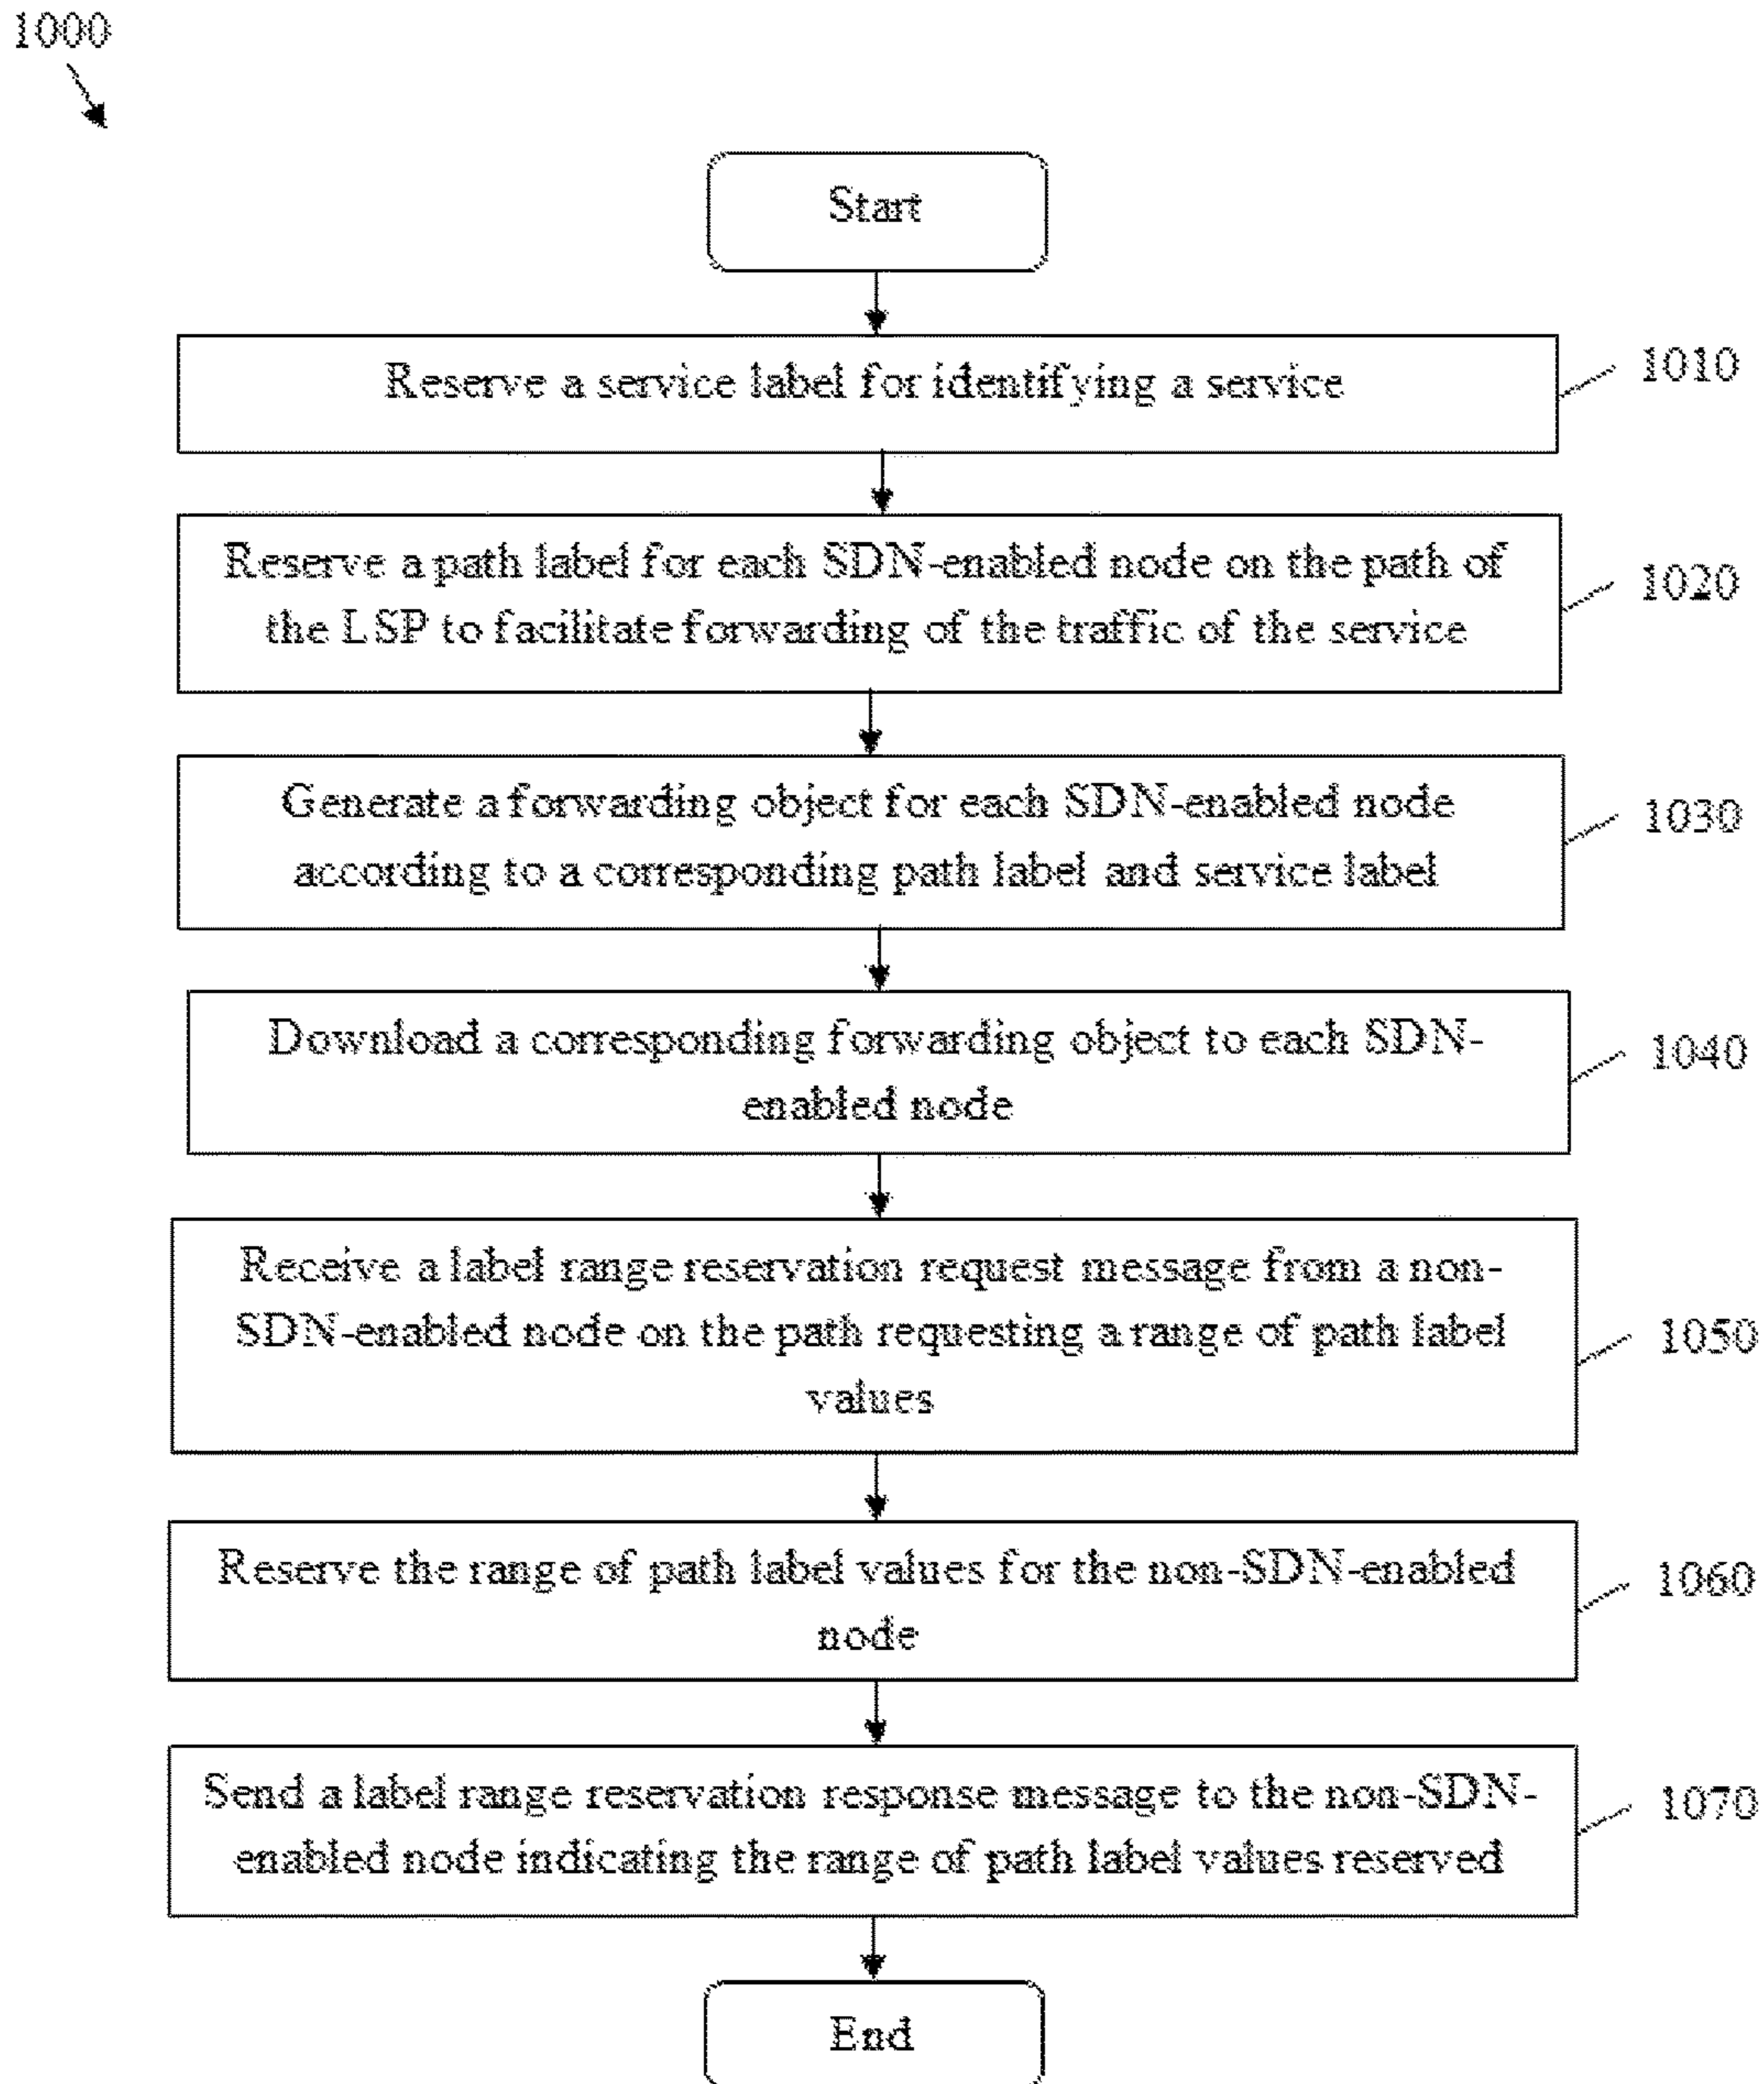 1000
Start
Reserve a service label for identifying a service
1010
Reserve a path label for each SDN-enabled node on the path of
the LSP to facilitate forwarding of the traffic of the service
1020
Generate a forwarding object for each SDN-enabled node
according to a corresponding path label and service label
1030
Download a corresponding forwarding object to each SDN-
enabled node
1040
Receive a label range reservation request message from a non-
SDN-enabled node on the path requesting a range of path label
values
1050
Reserve the range of path label values for the non-SDN-enabled
node
1060
Send a label range reservation response message to the non-SDN-
enabled node indicating the range of path label values reserved
1070
End